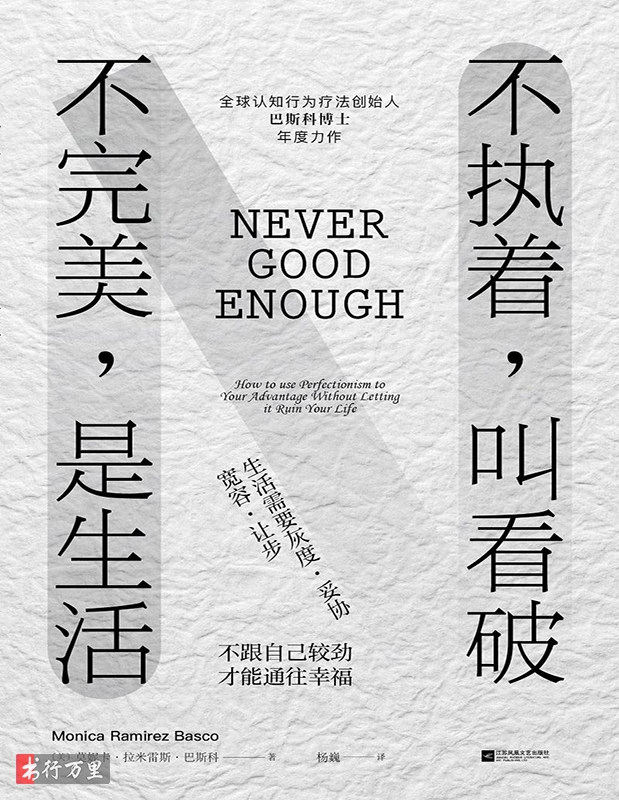 不完美，是生活
不执着，叫看破
全球认知行为疗法创始人
巴斯科博士
年度力作
NEVER
GOOD
ENOUGH
How to use Perfectionism to
Your Advantage Without Letting
it Ruin Your Life
生活需要灰度·妥协
宽容·让步
不跟自己较劲
才能通往幸福
Monica Ramirez Basco
[美]莫妮卡·拉米雷斯·巴斯科 著 杨巍 译
江苏凤凰文艺出版社
书行万里